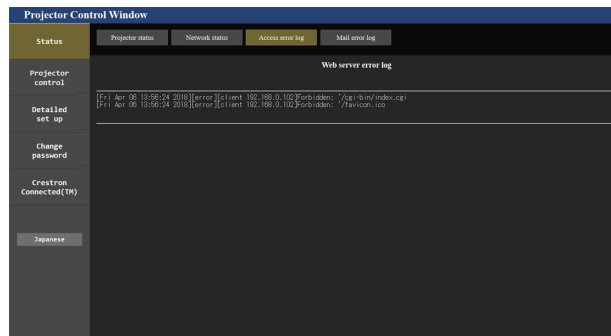 Projector Control Window
Status
Projector status
Network status
Access error log
Mail error log
Projector
control
Detailed
set up
Change
password
Crestron
Connected(TM)
Japanese
Web server error log
[Fri Apr 06 13:56:24 2018][error][client 192.168.0.102]Forbidden: '/cgi-bin/index.cgi
[Fri Apr 06 13:56:24 2018][error][client 192.168.0.102]Forbidden: '/favicon.ico